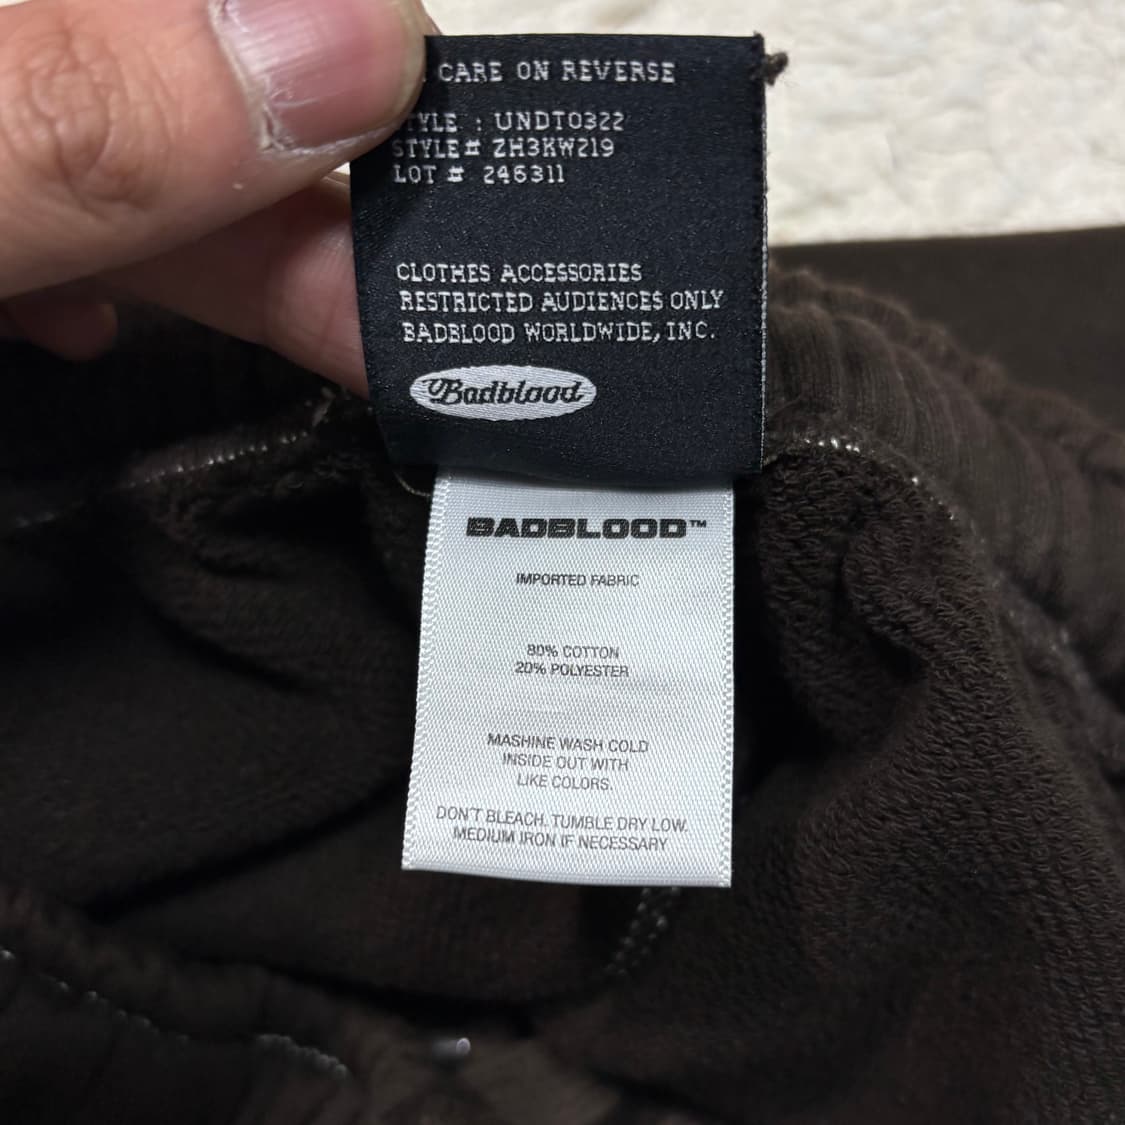 CARE ON REVERSE
STYLE : UNDTO322
STYLE# ZH3KW219
LOT # 246311
CLOTHES ACCESSORIES
RESTRICTED AUDIENCES ONLY
BADBLOOD WORLDWIDE, INC.
Badblood
BADBLOOD™
IMPORTED FABRIC
80% COTTON
20% POLYESTER
MASHINE WASH COLD
INSIDE OUT WITH
LIKE COLORS.
DON'T BLEACH. TUMBLE DRY LOW.
MEDIUM IRON IF NECESSARY